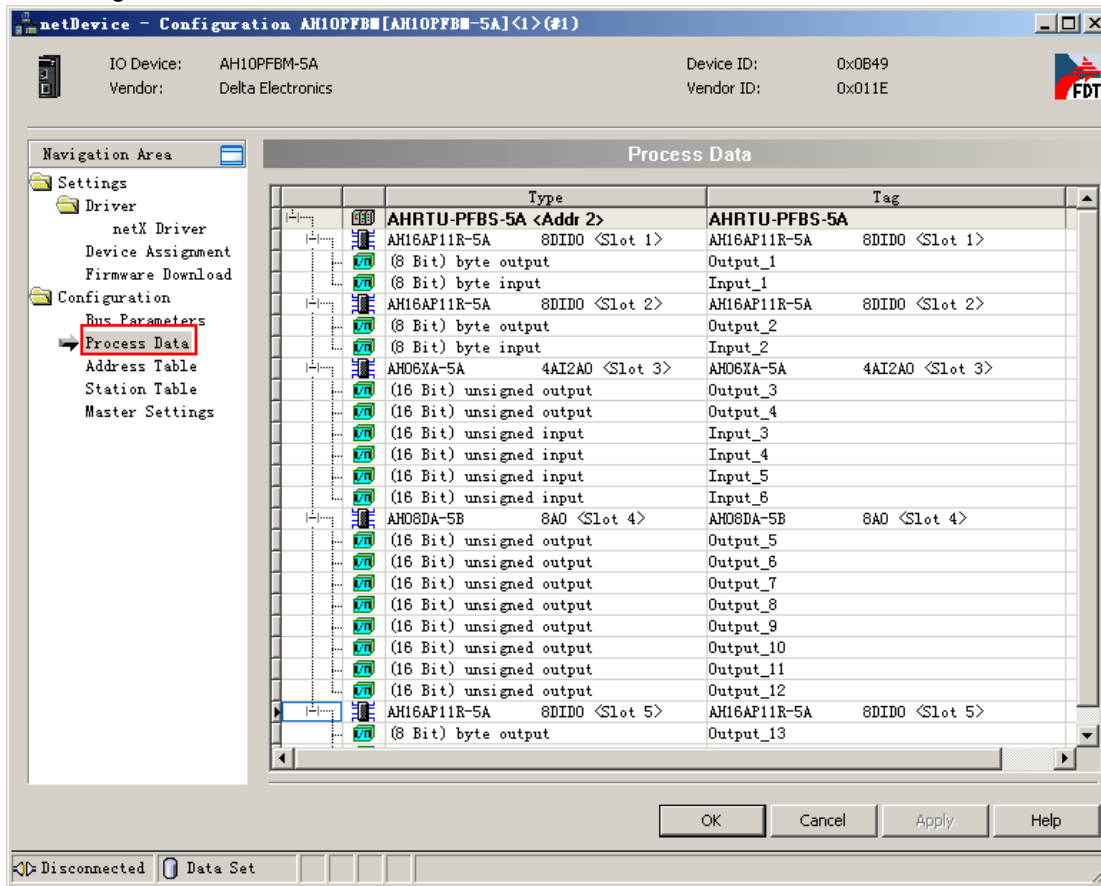 netDevice - Configuration AH10PFBM[AH10PFBM-5A]<1>(#1)
IO Device: AH10PFBM-5A Device ID: 0x0B49
Vendor: Delta Electronics Vendor ID: 0x011E
FDT
Navigation Area
Process Data
Settings
Driver
netX Driver
Device Assignment
Firmware Download
Configuration
Bus Parameters
Process Data
Address Table
Station Table
Master Settings
Type Tag
AHRTU-PFBS-5A <Addr 2> AHRTU-PFBS-5A
AH16AP11R-5A 8DIDO <Slot 1> AH16AP11R-5A 8DIDO <Slot 1>
(8 Bit) byte output Output_1
(8 Bit) byte input Input_1
AH16AP11R-5A 8DIDO <Slot 2> AH16AP11R-5A 8DIDO <Slot 2>
(8 Bit) byte output Output_2
(8 Bit) byte input Input_2
AH06XA-5A 4AI2AO <Slot 3> AH06XA-5A 4AI2AO <Slot 3>
(16 Bit) unsigned output Output_3
(16 Bit) unsigned output Output_4
(16 Bit) unsigned input Input_3
(16 Bit) unsigned input Input_4
(16 Bit) unsigned input Input_5
(16 Bit) unsigned input Input_6
AH08DA-5B 8AO <Slot 4> AH08DA-5B 8AO <Slot 4>
(16 Bit) unsigned output Output_5
(16 Bit) unsigned output Output_6
(16 Bit) unsigned output Output_7
(16 Bit) unsigned output Output_8
(16 Bit) unsigned output Output_9
(16 Bit) unsigned output Output_10
(16 Bit) unsigned output Output_11
(16 Bit) unsigned output Output_12
AH16AP11R-5A 8DIDO <Slot 5> AH16AP11R-5A 8DIDO <Slot 5>
(8 Bit) byte output Output_13
OK Cancel Apply Help
Disconnected Data Set